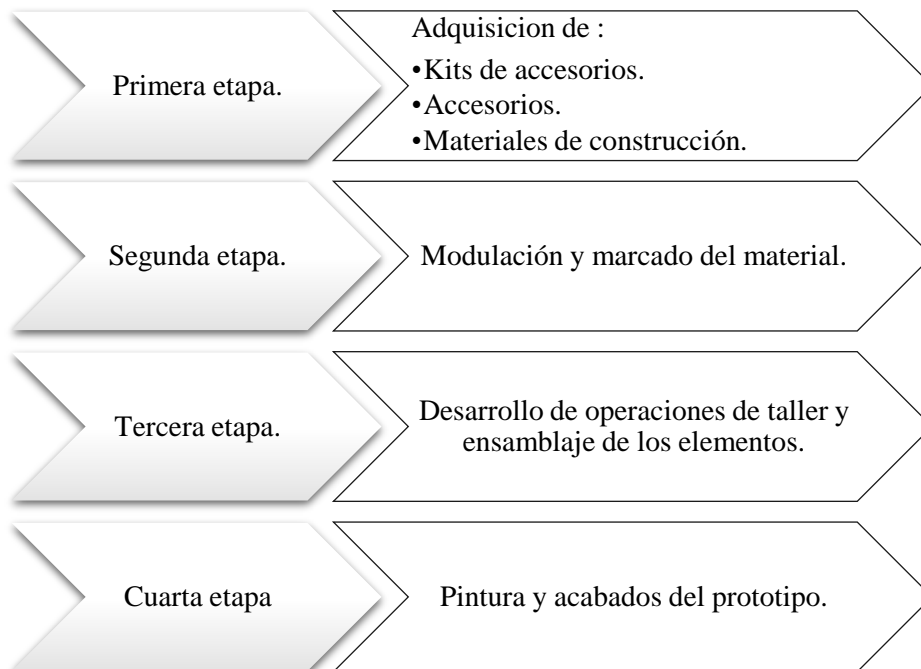 Primera etapa.
Adquisicion de :
•Kits de accesorios.
•Accesorios.
•Materiales de construcción.
Segunda etapa.
Modulación y marcado del material.
Tercera etapa.
Desarrollo de operaciones de taller y
ensamblaje de los elementos.
Cuarta etapa
Pintura y acabados del prototipo.